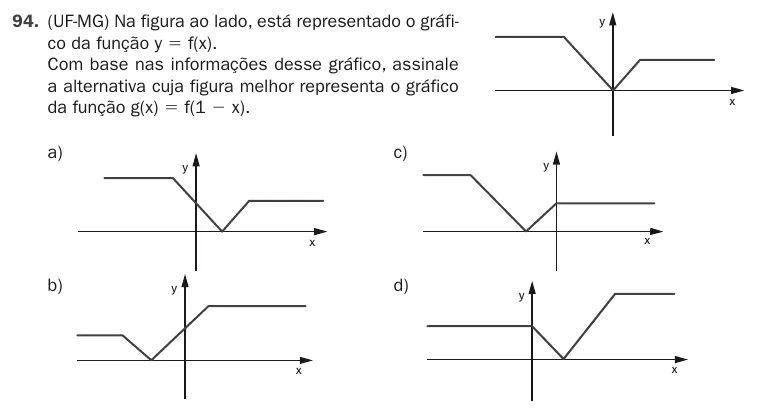 94. (UF-MG) Na figura ao lado, está representado o gráfi-
co da função y = f(x).
Com base nas informações desse gráfico, assinale
a alternativa cuja figura melhor representa o gráfico
da função g(x) = f(1 − x).
y
x
a)
y
x
c)
y
x
b)
y
x
d)
y
x